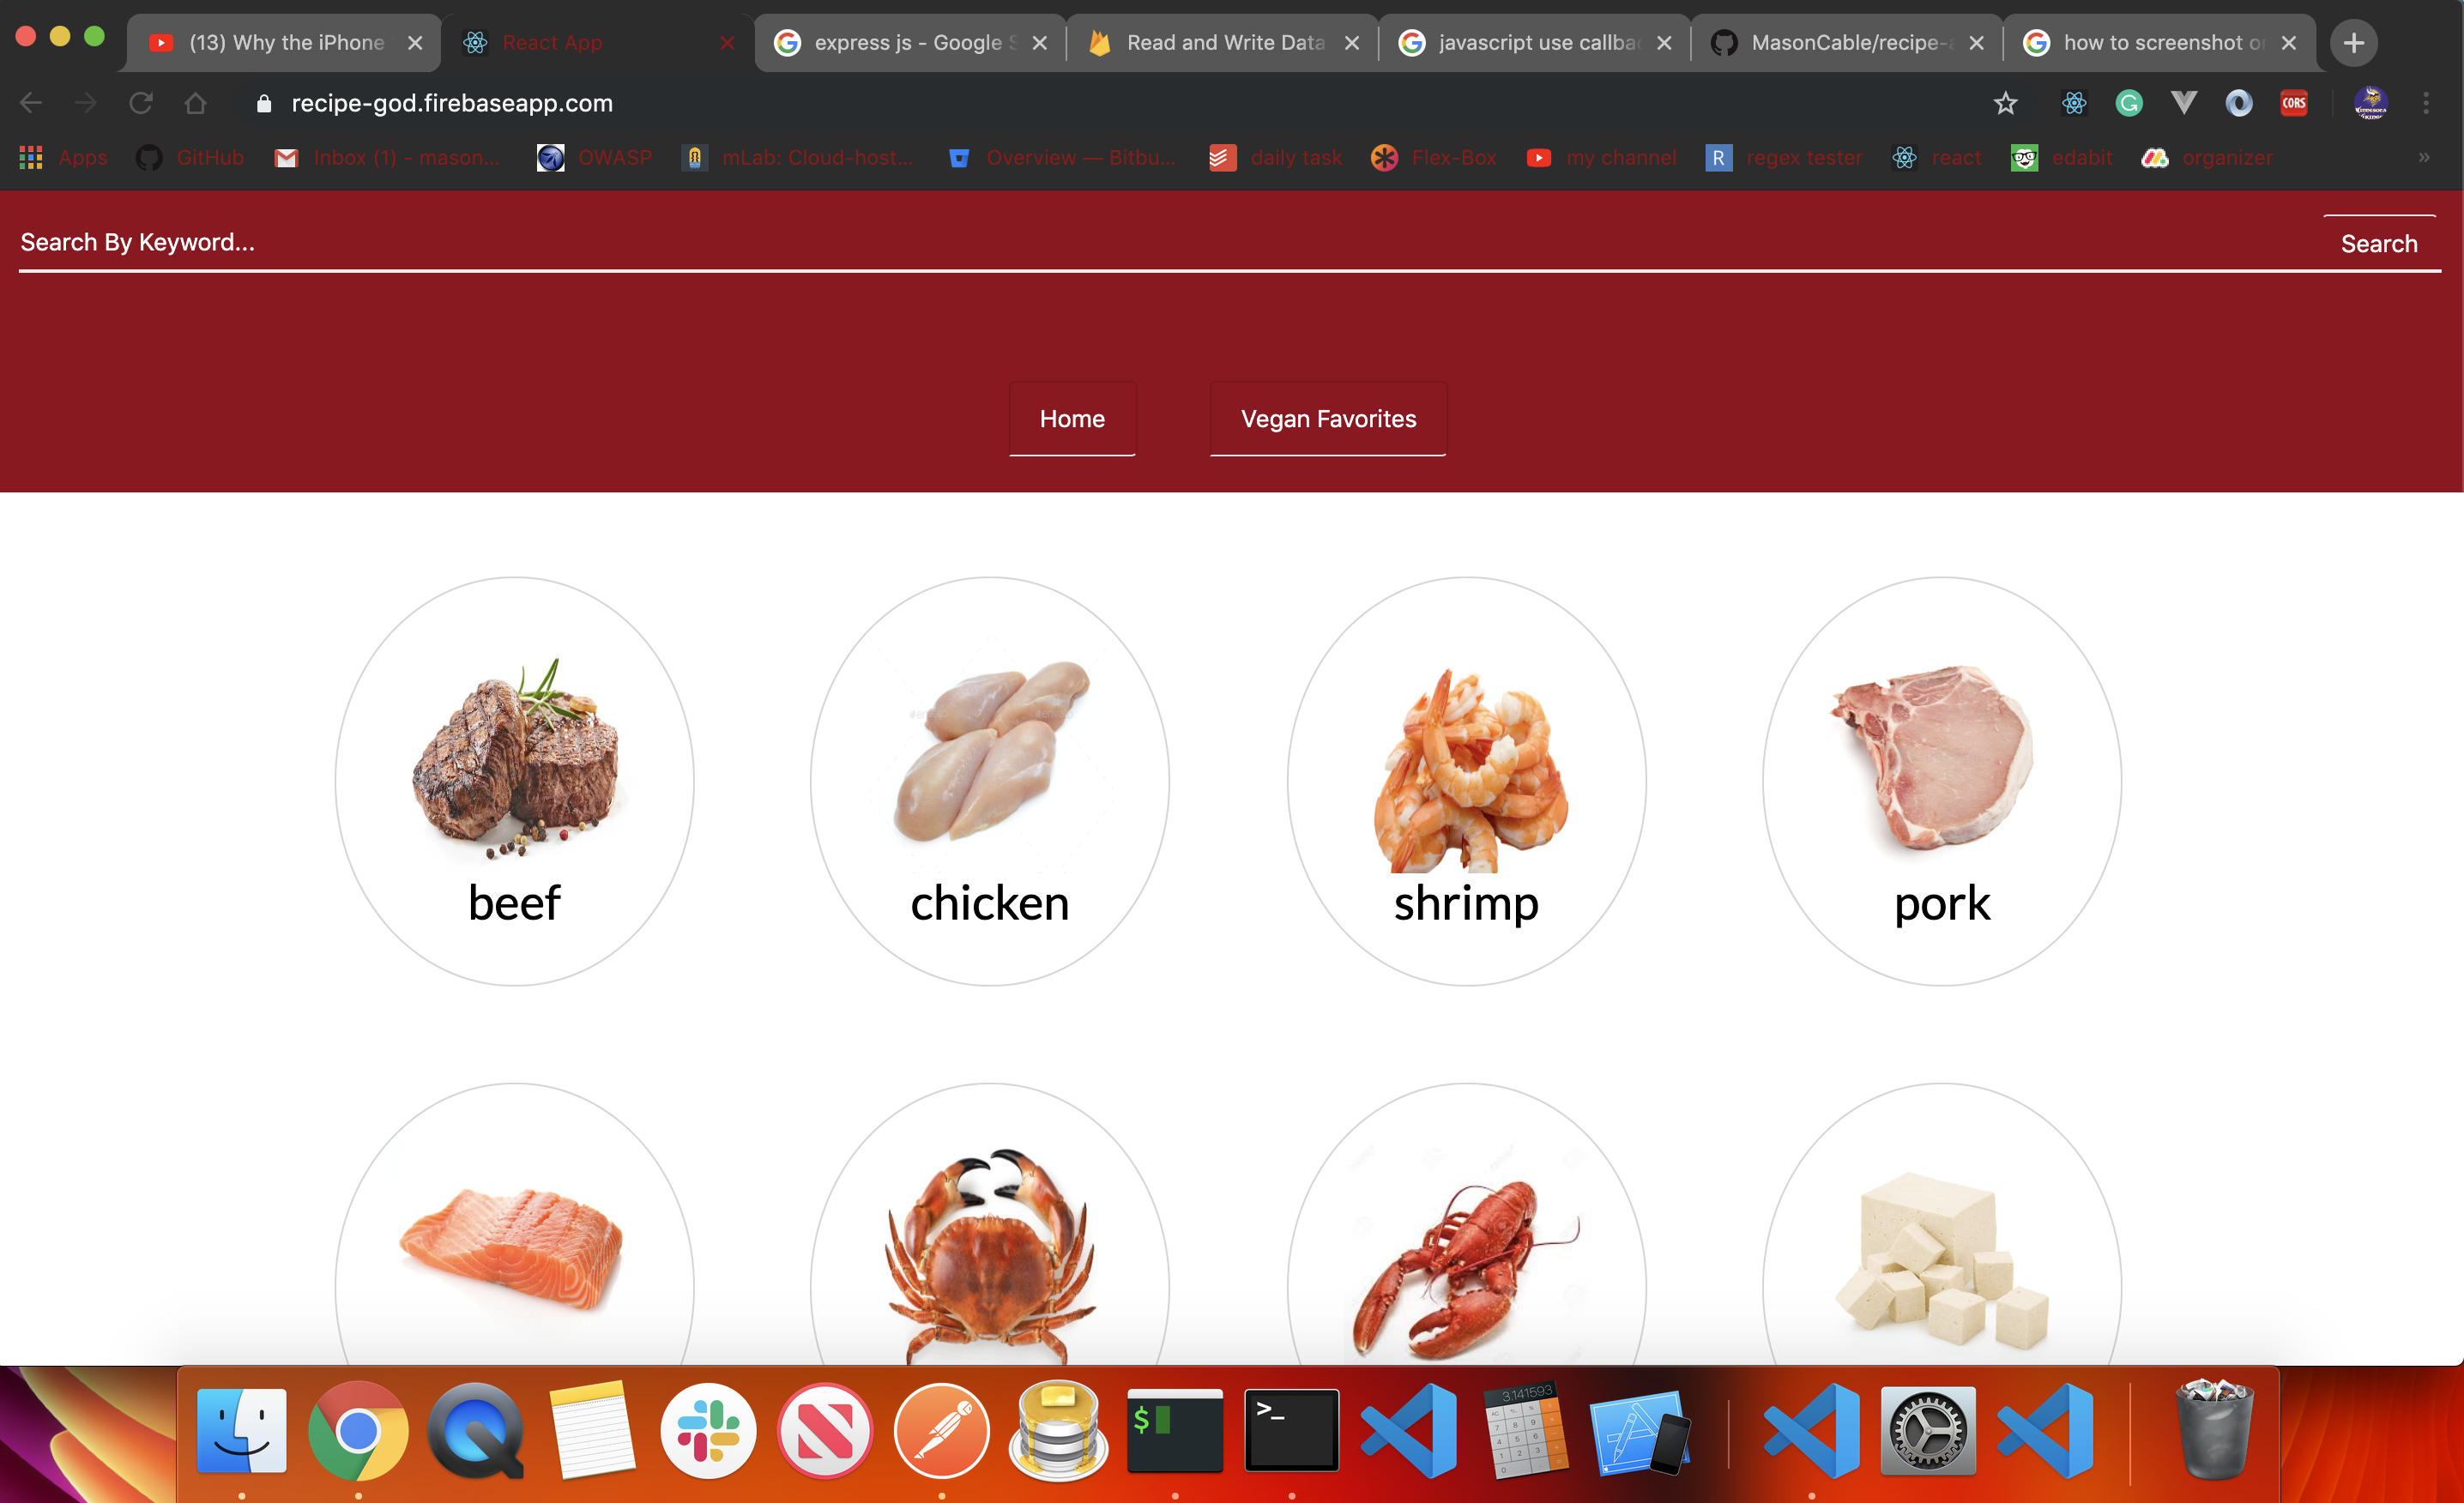 (13) Why the iPhone
React App
express js - Google S
Read and Write Data
javascript use callba
MasonCable/recipe-a
how to screenshot o
recipe-god.firebaseapp.com
CORS
Apps
GitHub
Inbox (1) - mason...
OWASP
mLab: Cloud-host...
Overview — Bitbu...
daily task
Flex-Box
my channel
R
regex tester
react
edabit
organizer
»
Search By Keyword...
Search
Home
Vegan Favorites
beef
chicken
shrimp
pork
$
>_
3.141593